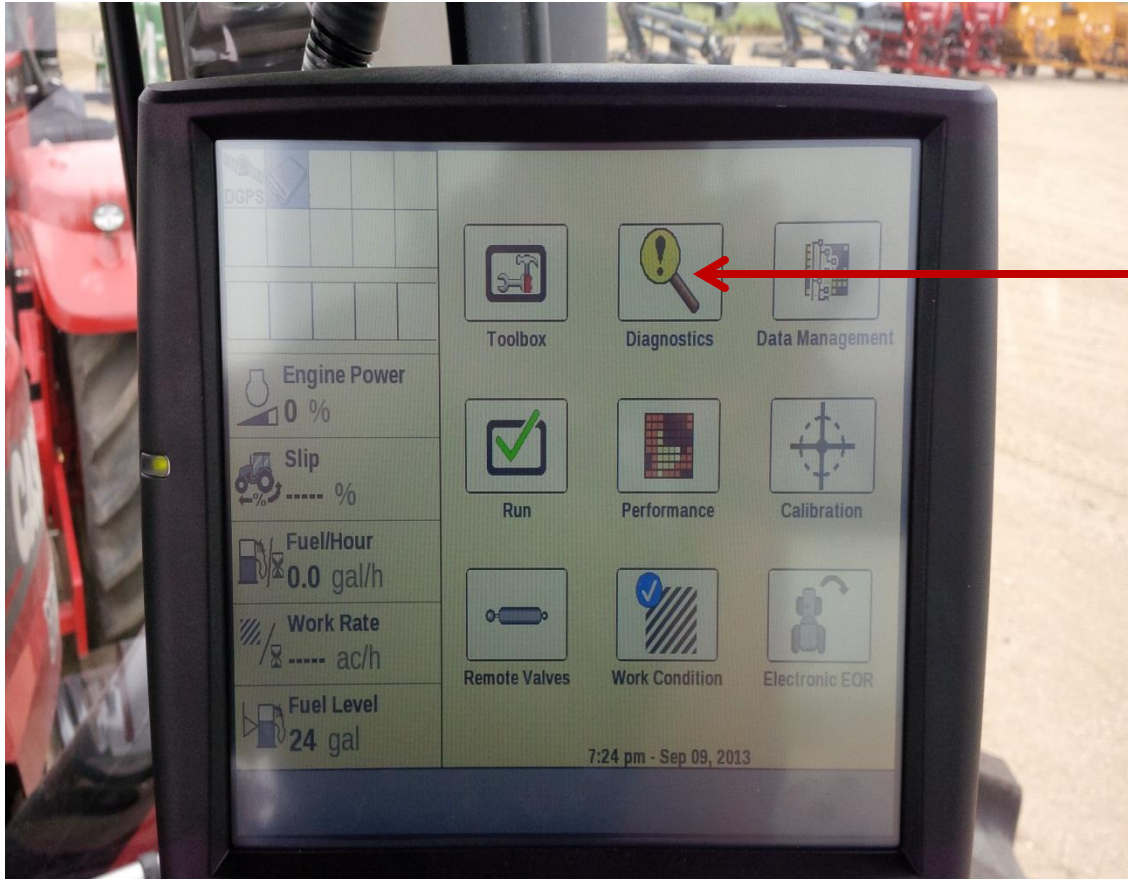 DGPS
Engine Power
0 %
Slip
----- %
Fuel/Hour
0.0 gal/h
Work Rate
----- ac/h
Fuel Level
24 gal
Toolbox
Diagnostics
Data Management
Run
Performance
Calibration
Remote Valves
Work Condition
Electronic EOR
7:24 pm - Sep 09, 2013